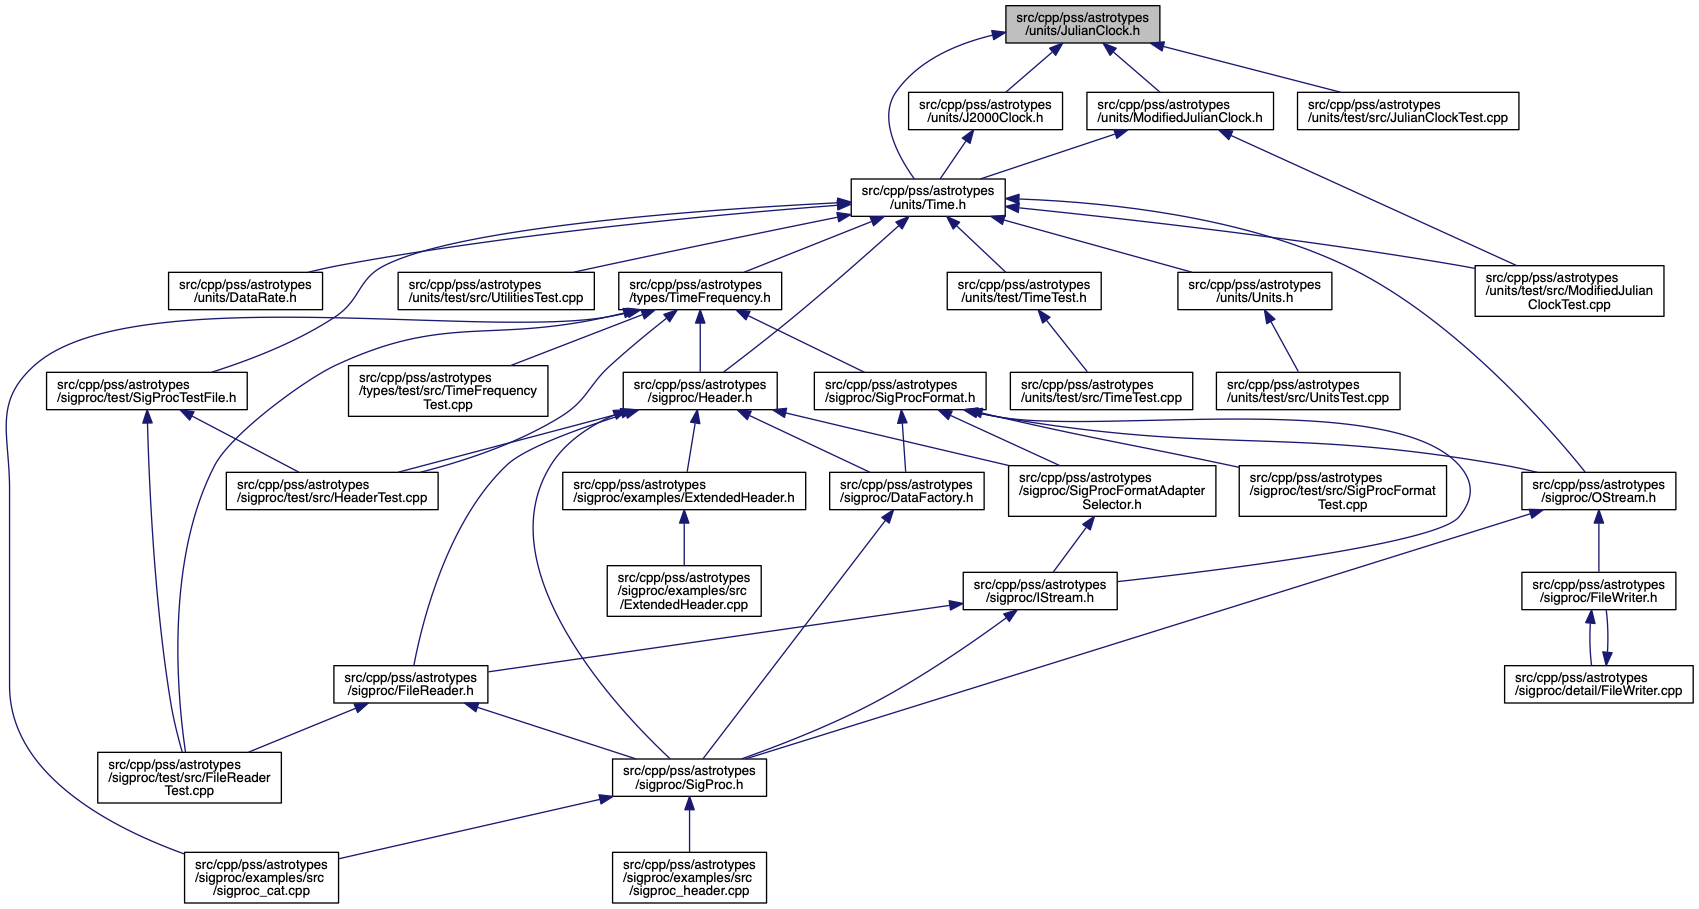 src/cpp/pss/astrotypes
/units/JulianClock.h
src/cpp/pss/astrotypes
/units/J2000Clock.h
src/cpp/pss/astrotypes
/units/ModifiedJulianClock.h
src/cpp/pss/astrotypes
/units/test/src/JulianClockTest.cpp
src/cpp/pss/astrotypes
/units/Time.h
src/cpp/pss/astrotypes
/units/DataRate.h
src/cpp/pss/astrotypes
/units/test/src/UtilitiesTest.cpp
src/cpp/pss/astrotypes
/types/TimeFrequency.h
src/cpp/pss/astrotypes
/units/test/TimeTest.h
src/cpp/pss/astrotypes
/units/Units.h
src/cpp/pss/astrotypes
/units/test/src/ModifiedJulian
ClockTest.cpp
src/cpp/pss/astrotypes
/sigproc/test/SigProcTestFile.h
src/cpp/pss/astrotypes
/types/test/src/TimeFrequency
Test.cpp
src/cpp/pss/astrotypes
/sigproc/Header.h
src/cpp/pss/astrotypes
/sigproc/SigProcFormat.h
src/cpp/pss/astrotypes
/units/test/src/TimeTest.cpp
src/cpp/pss/astrotypes
/units/test/src/UnitsTest.cpp
src/cpp/pss/astrotypes
/sigproc/test/src/HeaderTest.cpp
src/cpp/pss/astrotypes
/sigproc/examples/ExtendedHeader.h
src/cpp/pss/astrotypes
/sigproc/DataFactory.h
src/cpp/pss/astrotypes
/sigproc/SigProcFormatAdapter
Selector.h
src/cpp/pss/astrotypes
/sigproc/test/src/SigProcFormat
Test.cpp
src/cpp/pss/astrotypes
/sigproc/OStream.h
src/cpp/pss/astrotypes
/sigproc/examples/src
/ExtendedHeader.cpp
src/cpp/pss/astrotypes
/sigproc/IStream.h
src/cpp/pss/astrotypes
/sigproc/FileWriter.h
src/cpp/pss/astrotypes
/sigproc/FileReader.h
src/cpp/pss/astrotypes
/sigproc/detail/FileWriter.cpp
src/cpp/pss/astrotypes
/sigproc/test/src/FileReader
Test.cpp
src/cpp/pss/astrotypes
/sigproc/SigProc.h
src/cpp/pss/astrotypes
/sigproc/examples/src
/sigproc_cat.cpp
src/cpp/pss/astrotypes
/sigproc/examples/src
/sigproc_header.cpp